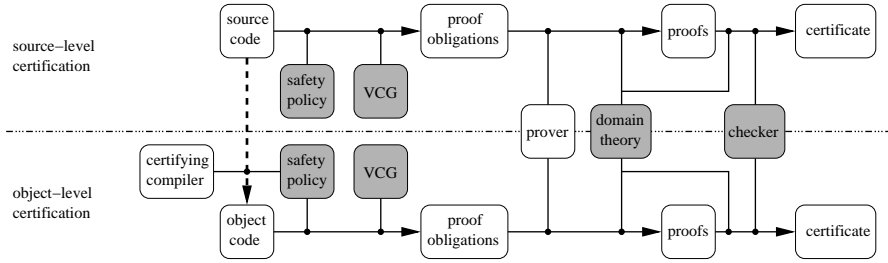 source
code
proof
obligations
proofs
certificate
source-level
certification
safety
policy
VCG
prover
domain
theory
checker
certifying
compiler
safety
policy
VCG
object-level
certification
object
code
proof
obligations
proofs
certificate